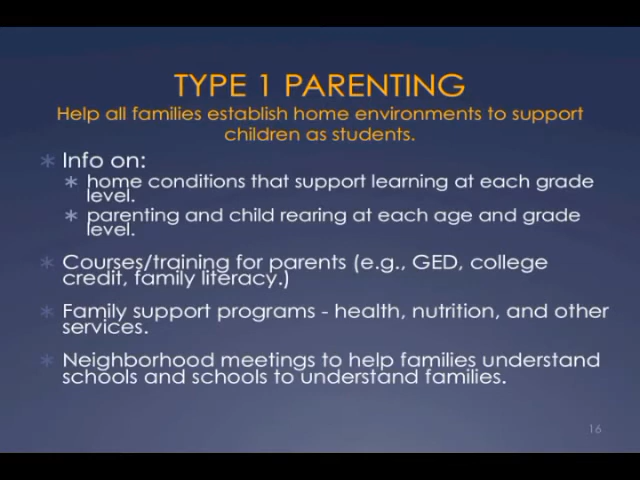 TYPE 1 PARENTING
Help all families establish home environments to support
children as students.
* Info on:
* home conditions that support learning at each grade
level.
* parenting and child rearing at each age and grade
level.
* Courses/training for parents (e.g., GED, college
credit, family literacy.)
* Family support programs - health, nutrition, and other
services.
* Neighborhood meetings to help families understand
schools and schools to understand families.
16